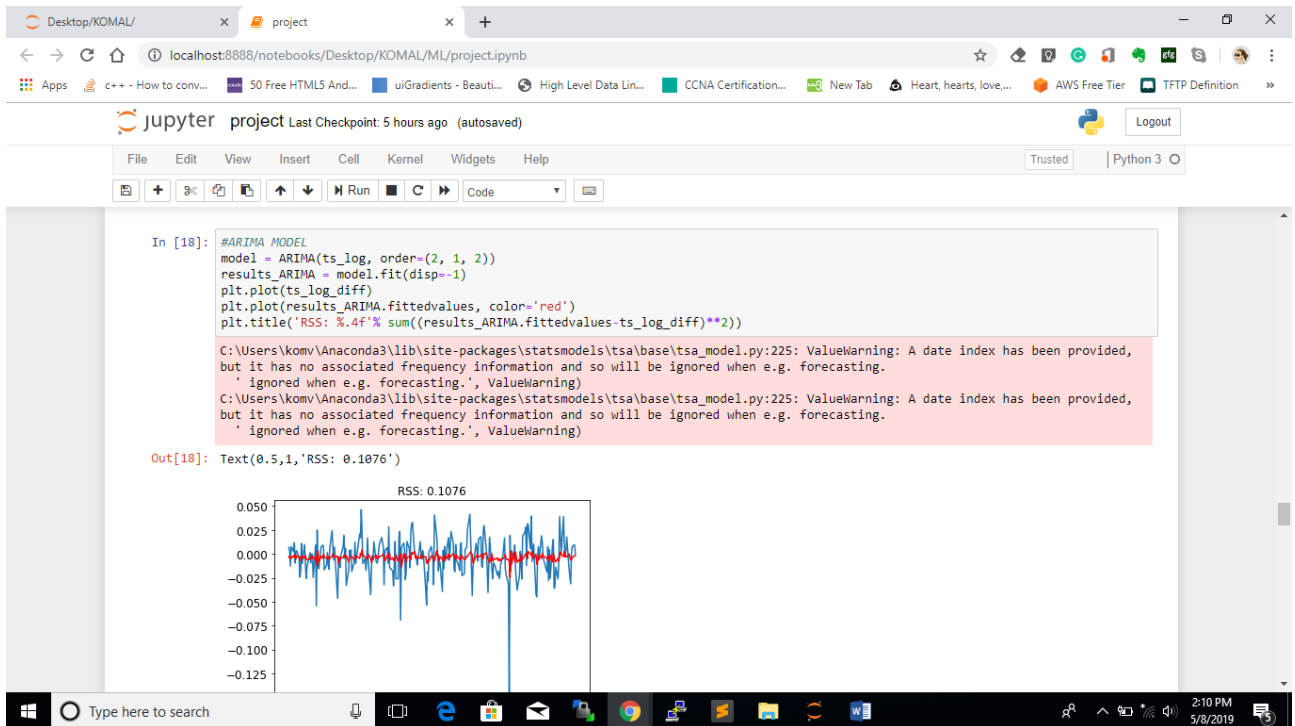 Desktop/KOMAL/
project
localhost:8888/notebooks/Desktop/KOMAL/ML/project.ipynb
Apps
c++ - How to conv...
50 Free HTML5 And...
uiGradients - Beauti...
High Level Data Lin...
CCNA Certification...
New Tab
Heart, hearts, love,...
AWS Free Tier
TFTP Definition
jupyter project Last Checkpoint: 5 hours ago (autosaved)
Logout
File Edit View Insert Cell Kernel Widgets Help
Trusted
Python 3
Run
Code
In [18]: #ARIMA MODEL
model = ARIMA(ts_log, order=(2, 1, 2))
results_ARIMA = model.fit(disp=-1)
plt.plot(ts_log_diff)
plt.plot(results_ARIMA.fittedvalues, color='red')
plt.title('RSS: %.4f'% sum((results_ARIMA.fittedvalues-ts_log_diff)**2))
C:\Users\komv\Anaconda3\lib\site-packages\statsmodels\tsa\base\tsa_model.py:225: ValueWarning: A date index has been provided,
but it has no associated frequency information and so will be ignored when e.g. forecasting.
' ignored when e.g. forecasting.', ValueWarning)
C:\Users\komv\Anaconda3\lib\site-packages\statsmodels\tsa\base\tsa_model.py:225: ValueWarning: A date index has been provided,
but it has no associated frequency information and so will be ignored when e.g. forecasting.
' ignored when e.g. forecasting.', ValueWarning)
Out[18]: Text(0.5,1,'RSS: 0.1076')
RSS: 0.1076
0.050
0.025
0.000
−0.025
−0.050
−0.075
−0.100
−0.125
Type here to search
2:10 PM
5/8/2019